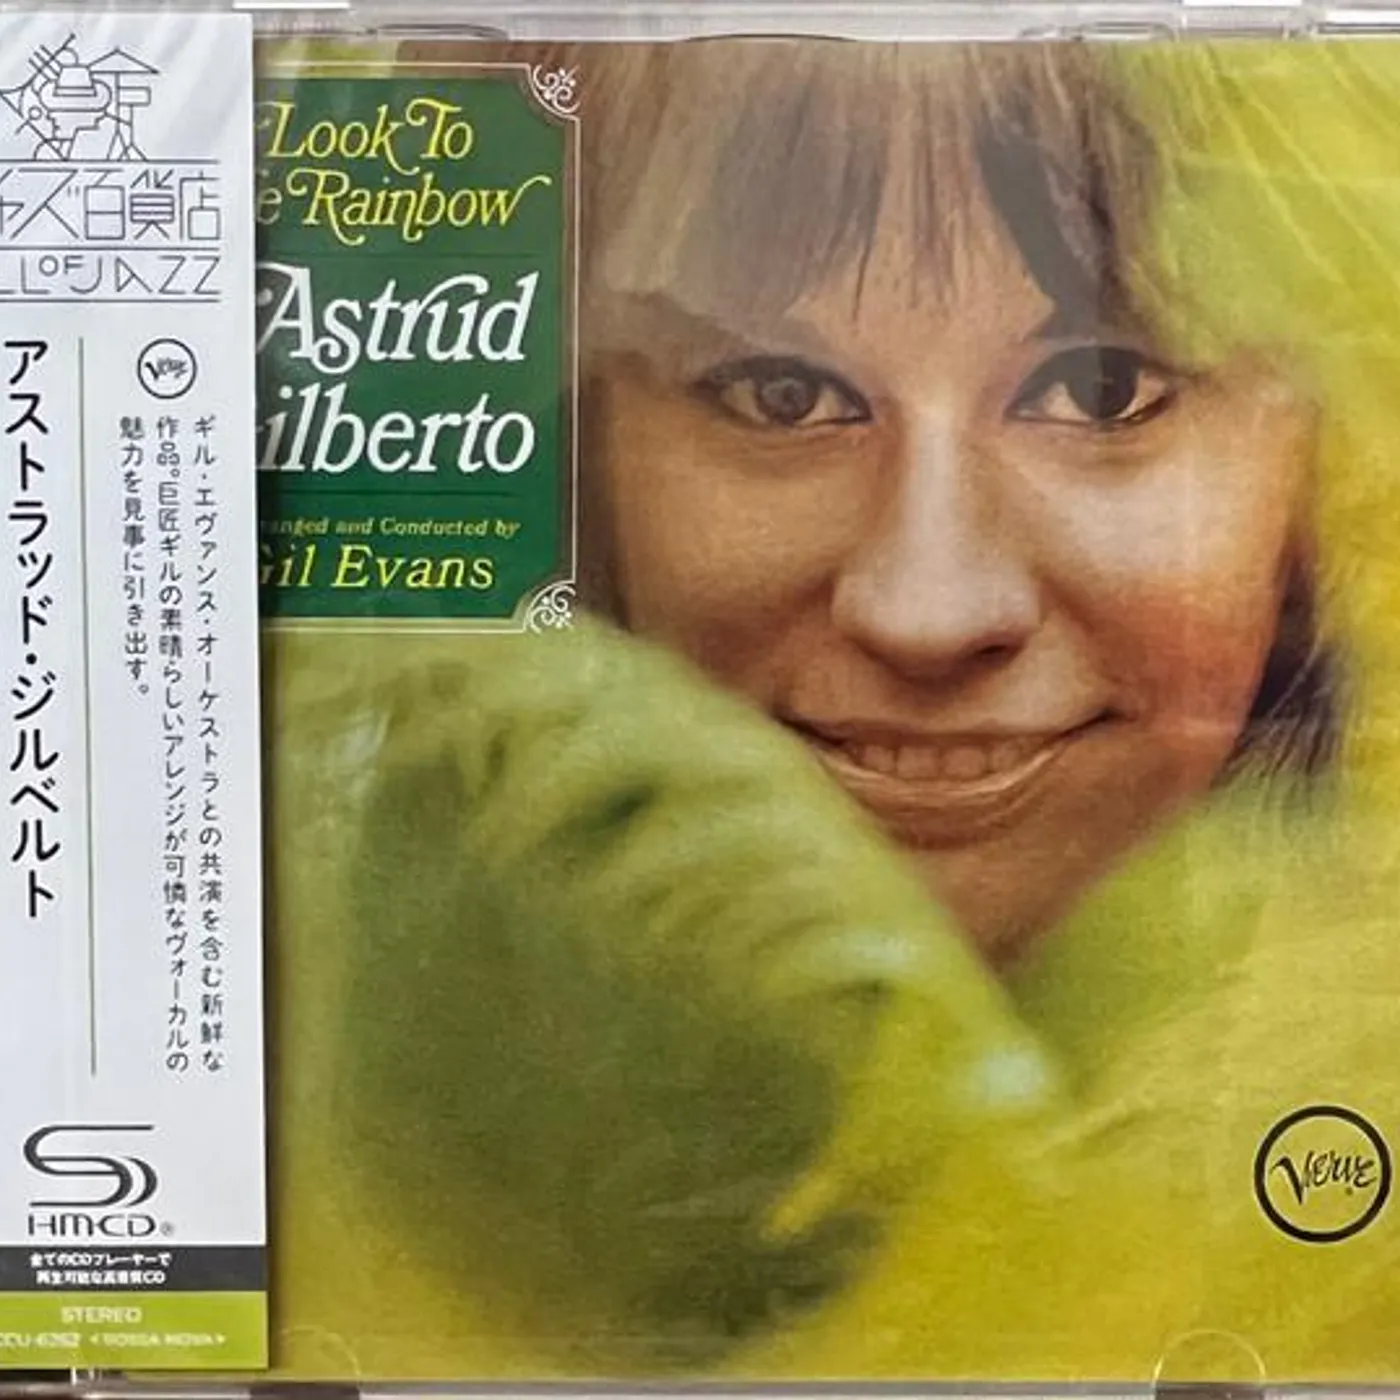 ャズ百貨店
LL OF JAZZ
アストラッド・ジルベルト
Verve
ギル・エヴァンス・オーケストラとの共演を含む新鮮な
作品。巨匠ギルの素晴らしいアレンジが可憐なヴォーカルの
魅力を見事に引き出す。
HMCD®
全てのCDプレーヤーで
再生可能な高音質CD
STEREO
CCU-6262 <BOSSA NOVA>
Look To
e Rainbow
Astrud
ilberto
ranged and Conducted by
Gil Evans
Verve